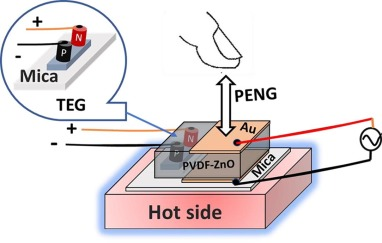 +
-
N
P
Mica
TEG
PENG
+
-
N
P
Au
PVDF-ZnO
Mica
Hot side